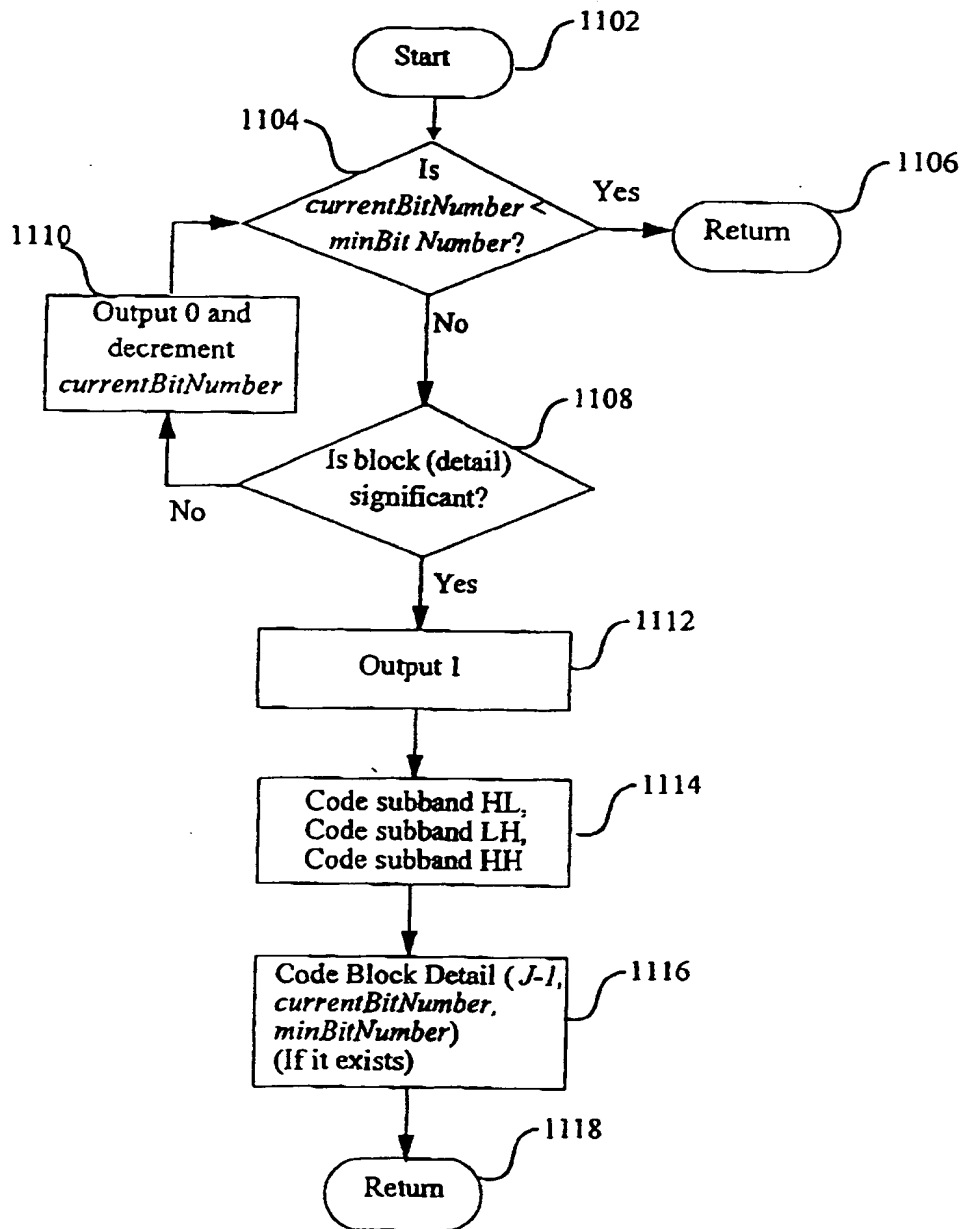 1102
Start
1104
Is
currentBitNumber <
minBit Number?
Yes
1106
Return
1110
Output 0 and
decrement
currentBitNumber
No
1108
Is block (detail)
significant?
No
Yes
1112
Output 1
1114
Code subband HL,
Code subband LH,
Code subband HH
1116
Code Block Detail (J-1,
currentBitNumber,
minBitNumber)
(If it exists)
1118
Return